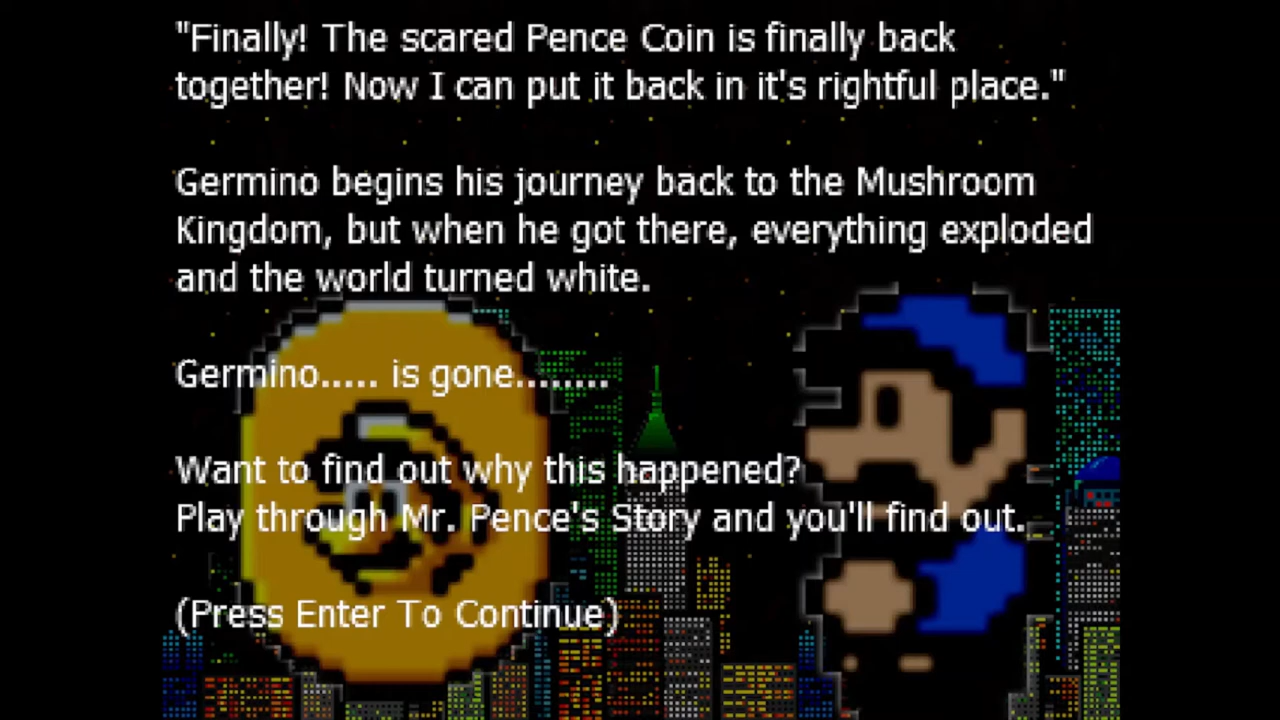 "Finally! The scared Pence Coin is finally back
together! Now I can put it back in it's rightful place."
Germino begins his journey back to the Mushroom
Kingdom, but when he got there, everything exploded
and the world turned white.
Germino..... is gone........
Want to find out why this happened?
Play through Mr. Pence's Story and you'll find out.
(Press Enter To Continue)